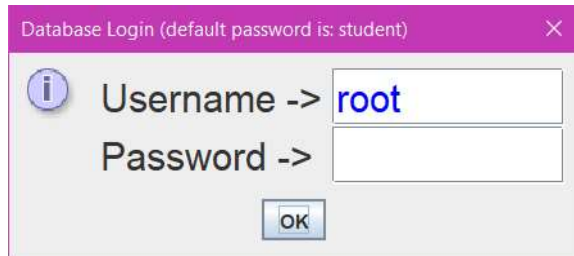 Database Login (default password is: student)
Username -> root
Password ->
OK